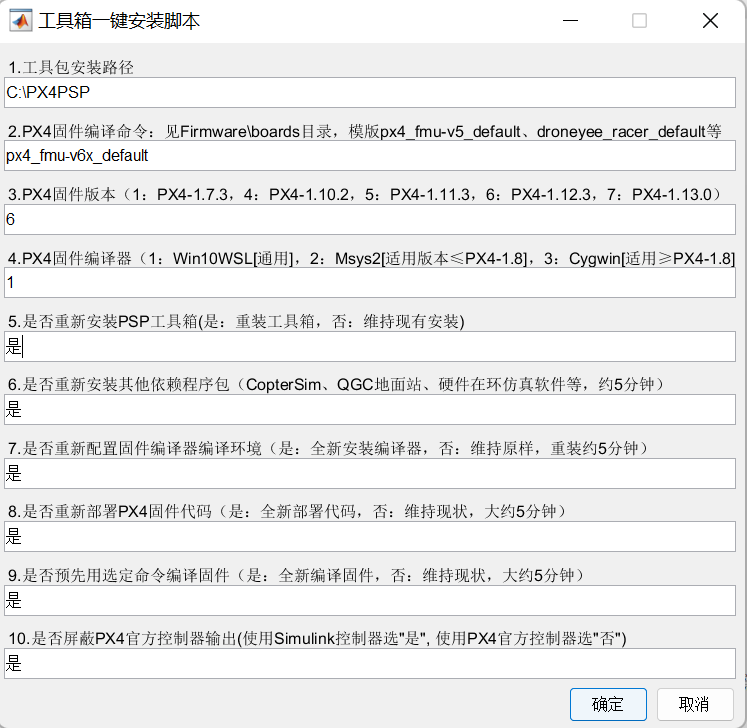 工具箱一键安装脚本
1.工具包安装路径
C:\PX4PSP
2.PX4固件编译命令：见Firmware\boards目录，模版px4_fmu-v5_default、droneyee_racer_default等
px4_fmu-v6x_default
3.PX4固件版本（1：PX4-1.7.3，4：PX4-1.10.2，5：PX4-1.11.3，6：PX4-1.12.3，7：PX4-1.13.0）
6
4.PX4固件编译器（1：Win10WSL[通用]，2：Msys2[适用版本≤PX4-1.8]，3：Cygwin[适用≥PX4-1.8]
1
5.是否重新安装PSP工具箱(是：重装工具箱，否：维持现有安装)
是
6.是否重新安装其他依赖程序包（CopterSim、QGC地面站、硬件在环仿真软件等，约5分钟）
是
7.是否重新配置固件编译器编译环境（是：全新安装编译器，否：维持原样，重装约5分钟）
是
8.是否重新部署PX4固件代码（是：全新部署代码，否：维持现状，大约5分钟）
是
9.是否预先用选定命令编译固件（是：全新编译固件，否：维持现状，大约5分钟）
是
10.是否屏蔽PX4官方控制器输出(使用Simulink控制器选"是", 使用PX4官方控制器选"否")
是
确定 取消